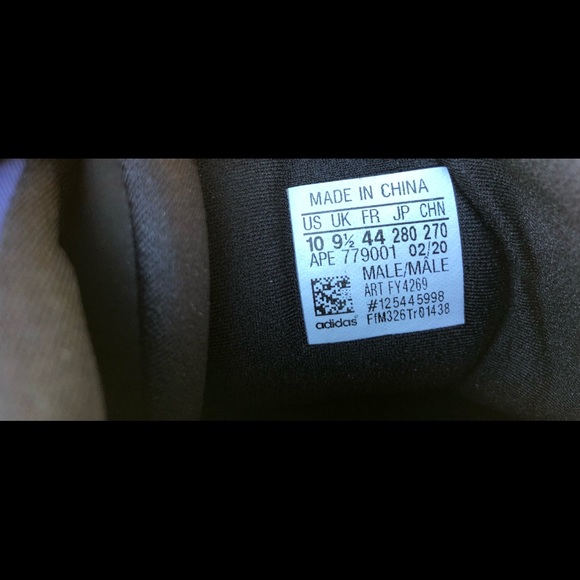 MADE IN CHINA
US UK FR JP CHN
10 9½ 44 280 270
APE 779001 02/20
MALE/MÂLE
ART FY4269
#125445998
adidas FfM326Tr01438